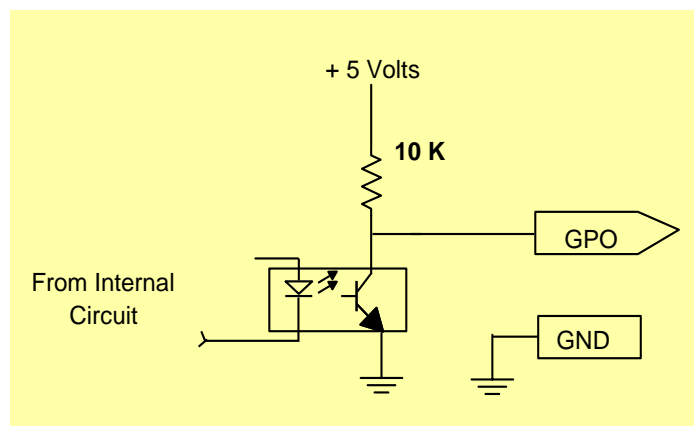 + 5 Volts
10 K
GPO
From Internal
Circuit
GND